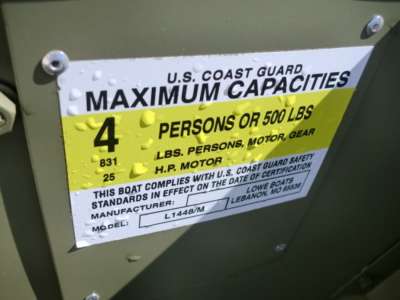 U.S. COAST GUARD
MAXIMUM CAPACITIES
4 PERSONS OR 500 LBS
831 LBS. PERSONS, MOTOR, GEAR
25 H.P. MOTOR
THIS BOAT COMPLIES WITH U.S. COAST GUARD SAFETY
STANDARDS IN EFFECT ON THE DATE OF CERTIFICATION
MANUFACTURER: LOWE BOATS
LEBANON, MO 65536
MODEL: L1448/M